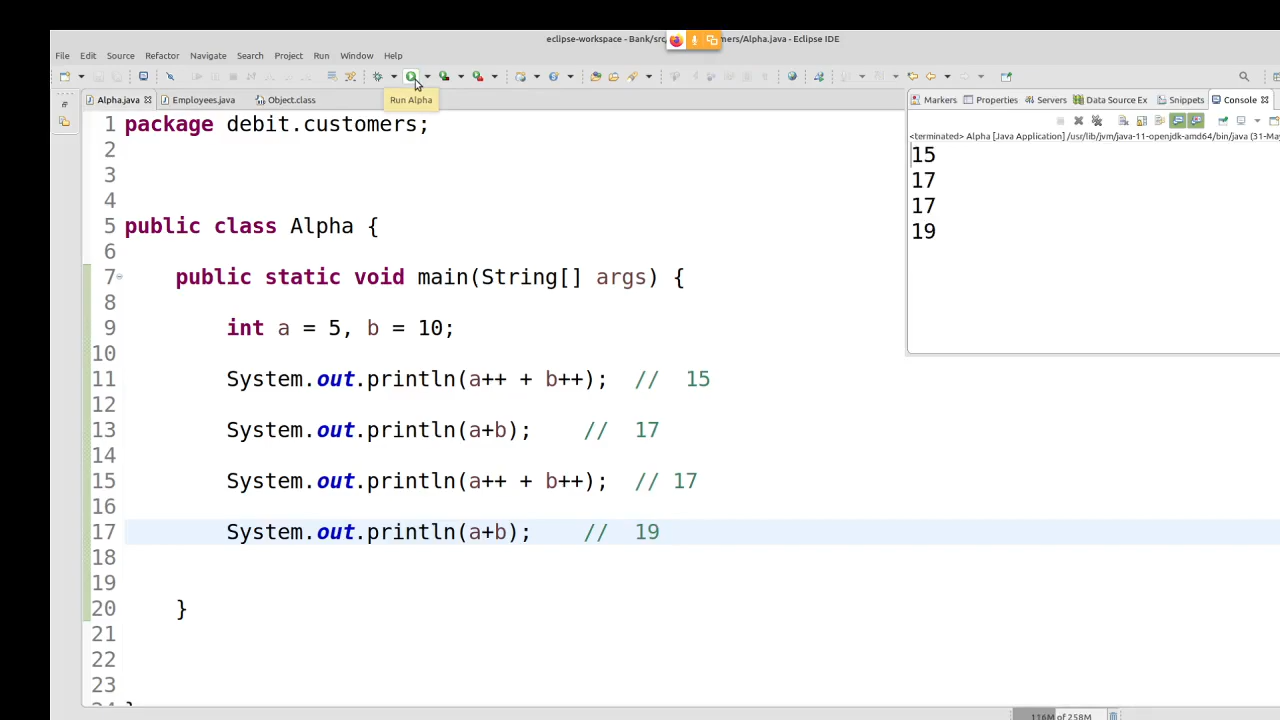 eclipse-workspace - Bank/src mers/Alpha.java - Eclipse IDE
File Edit Source Refactor Navigate Search Project Run Window Help
Alpha.java Employees.java Object.class
Run Alpha
1 package debit.customers;
2
3
4
5 public class Alpha {
6
7 public static void main(String[] args) {
8
9 int a = 5, b = 10;
10
11 System.out.println(a++ + b++); // 15
12
13 System.out.println(a+b); // 17
14
15 System.out.println(a++ + b++); // 17
16
17 System.out.println(a+b); // 19
18
19
20 }
21
22
23
Markers Properties Servers Data Source Ex Snippets Console
<terminated> Alpha [Java Application] /usr/lib/jvm/java-11-openjdk-amd64/bin/java (31-May
15
17
17
19
116M of 258M